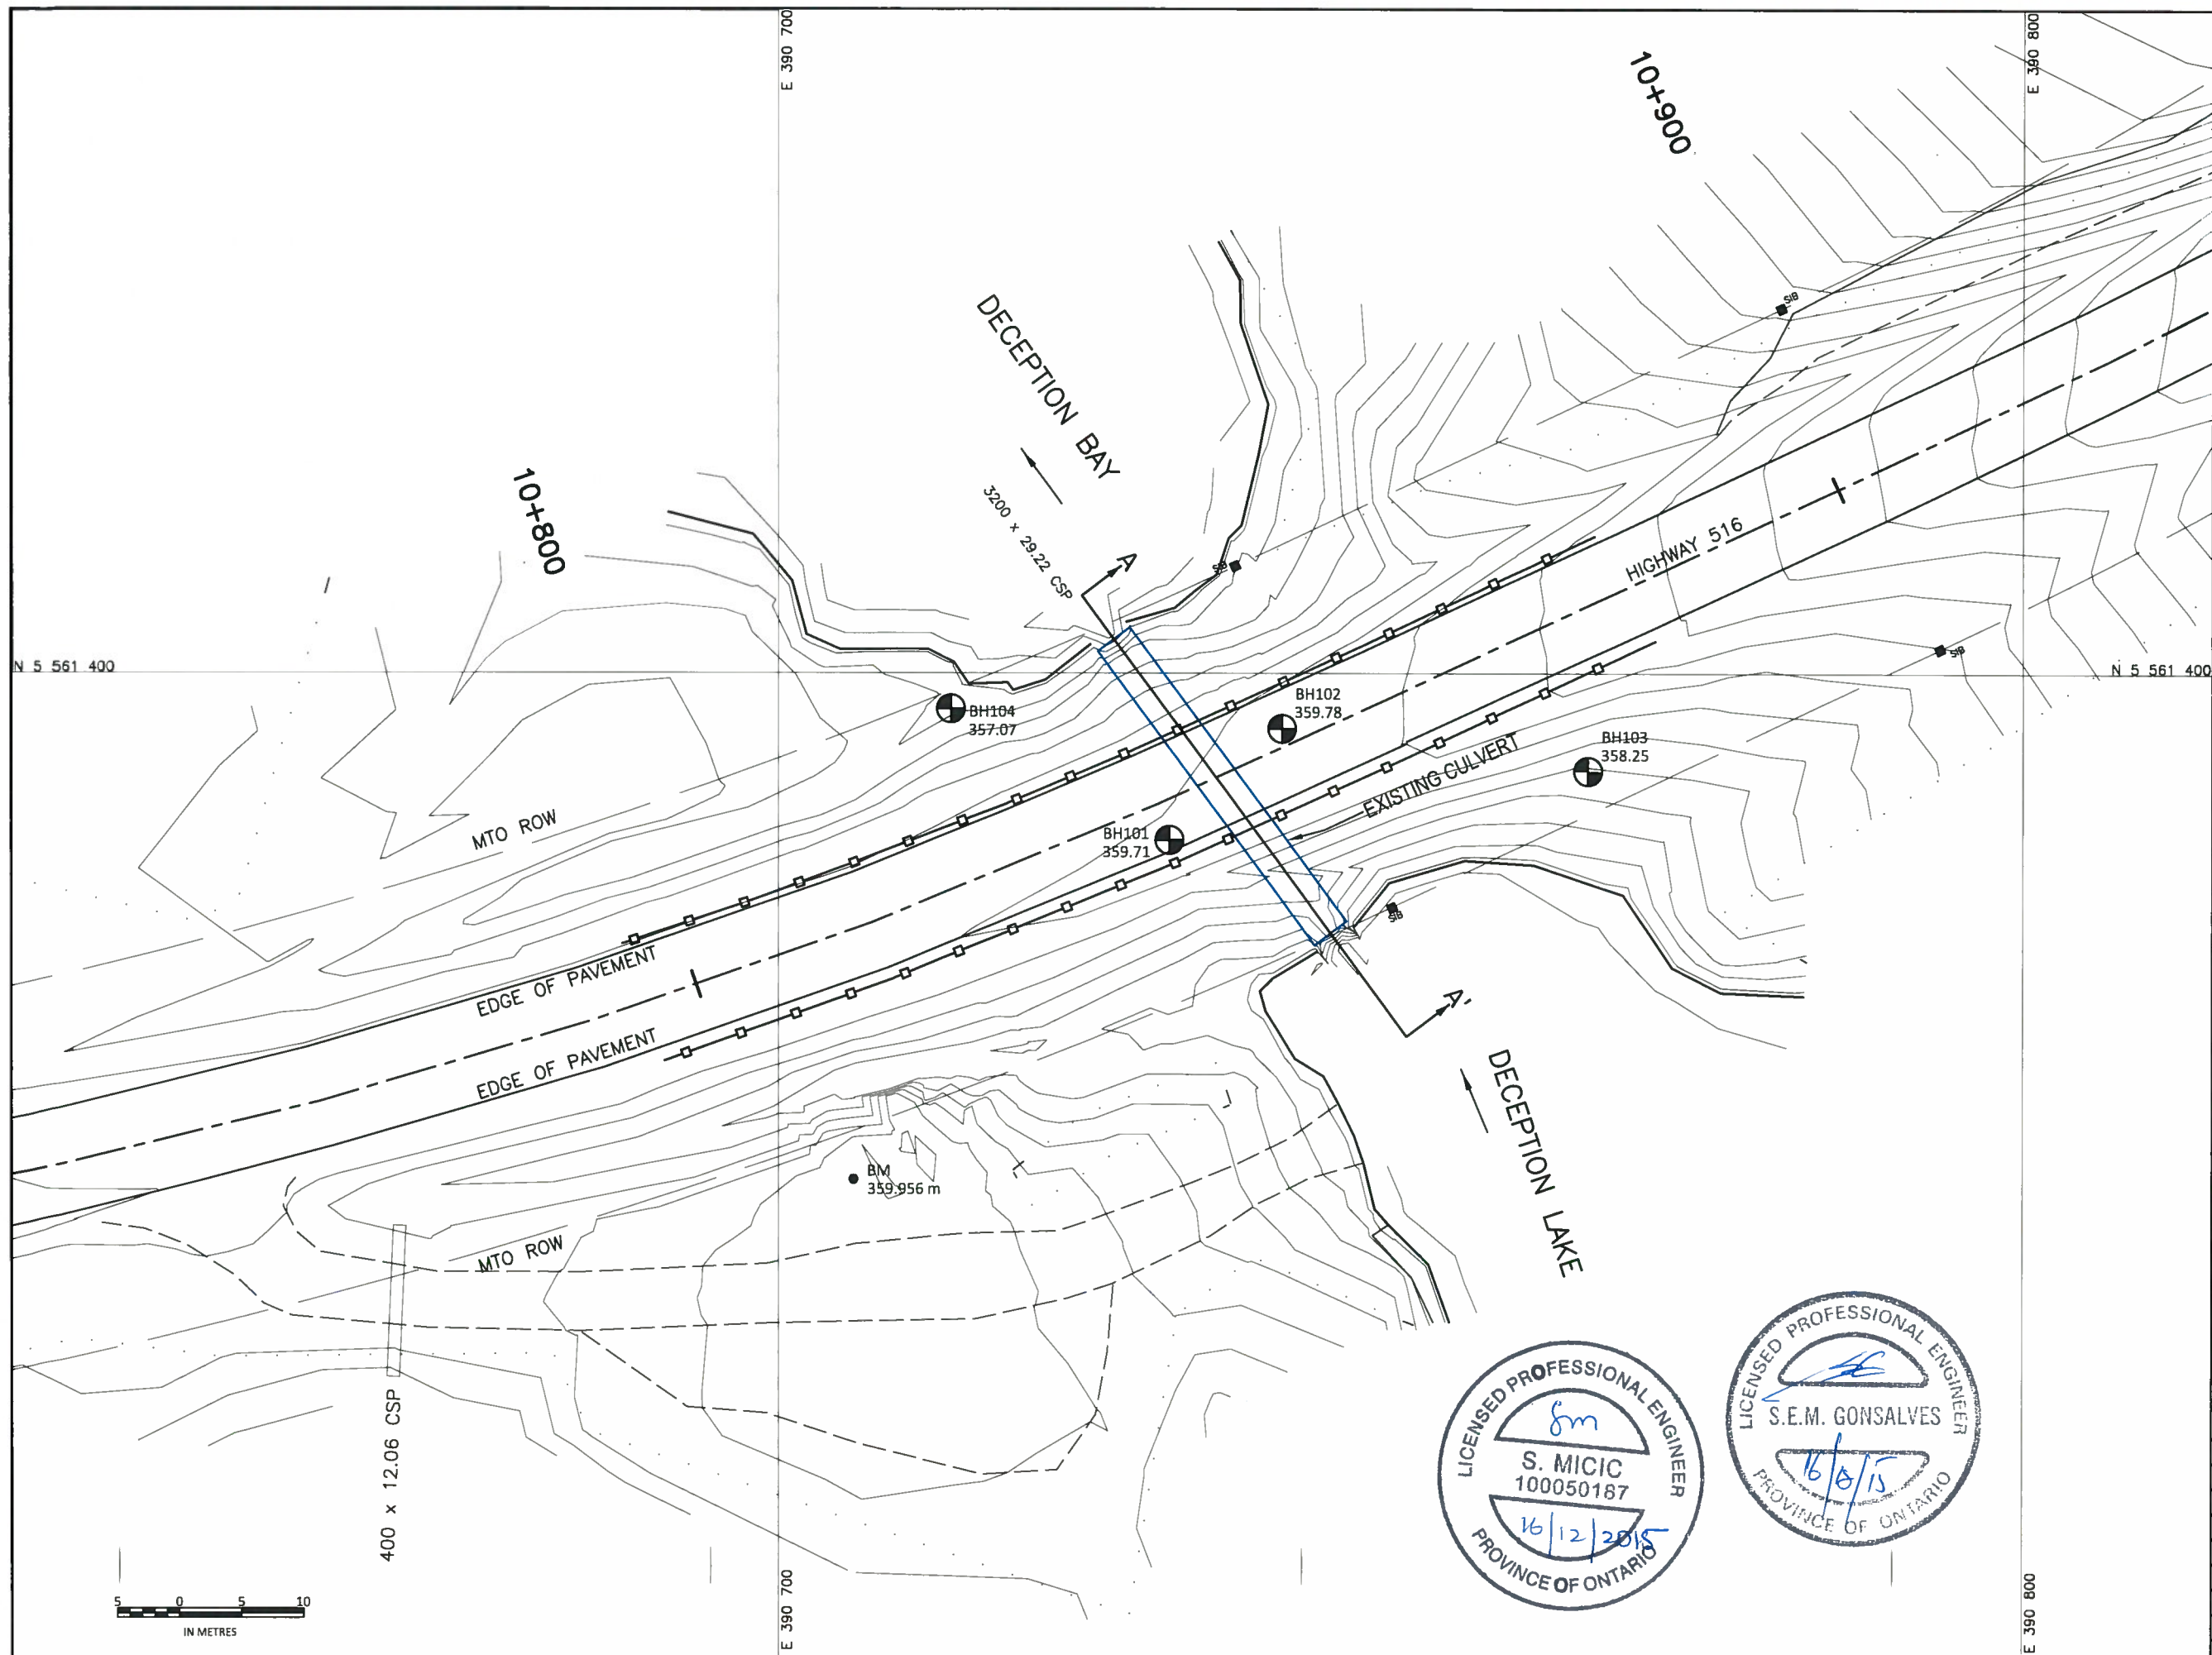 E 390 700
E 390 800
10+900
DECEPTION BAY
10+800
3200 x 29.22 CSP
A
SIB
SIB
HIGHWAY 516
N 5 561 400
N 5 561 400
SIB
BH104
357.07
BH102
359.78
BH103
358.25
EXISTING CULVERT
MTO ROW
BH101
359.71
SIB
EDGE OF PAVEMENT
A'
EDGE OF PAVEMENT
DECEPTION LAKE
BM
359.956 m
MTO ROW
400 x 12.06 CSP
LICENSED PROFESSIONAL ENGINEER
S. MICIC
100050187
16/12/2015
PROVINCE OF ONTARIO
LICENSED PROFESSIONAL ENGINEER
S.E.M. GONSALVES
PROVINCE OF ONTARIO
5 0 5 10
IN METRES
E 390 700
E 390 800